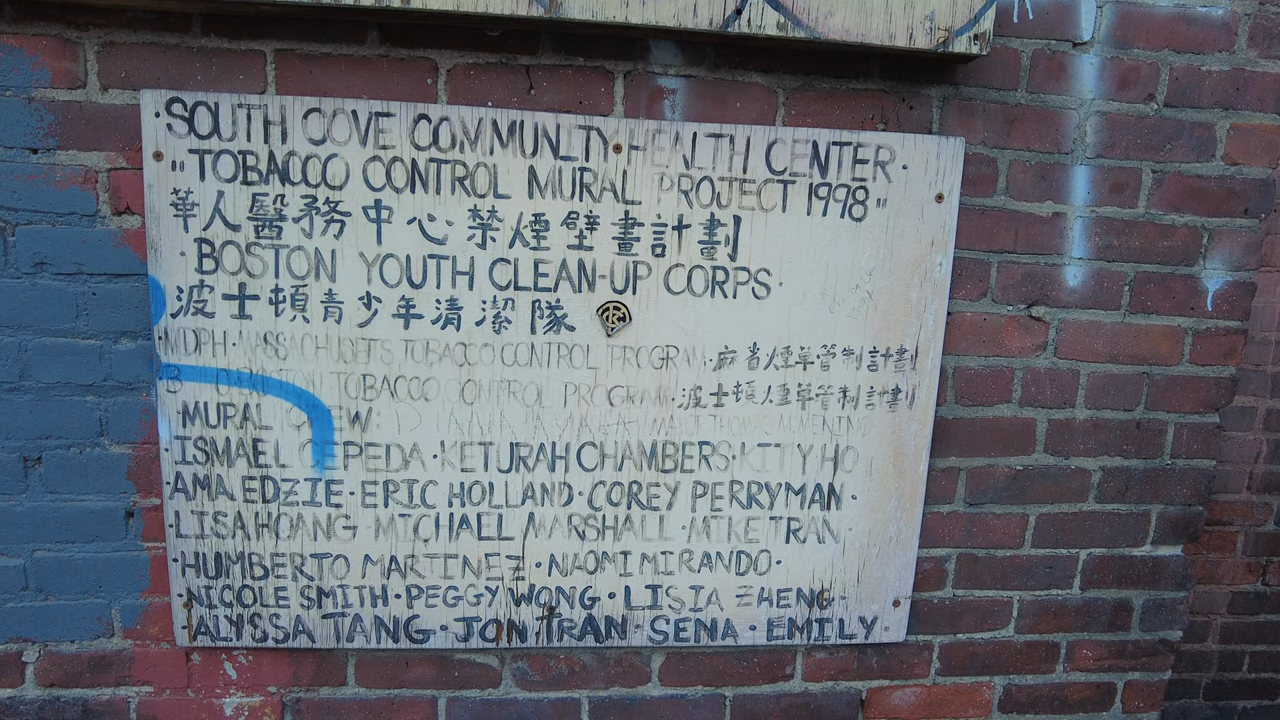 ·SOUTH COVE COMMUNITY HEALTH CENTER·
"TOBACCO CONTROL MURAL PROJECT 1998"
華人醫務中心禁煙壁畫計劃
·BOSTON YOUTH CLEAN-UP CORPS·
波士頓青少年清潔隊
·MDPH·MASSACHUSETTS TOBACCO CONTROL PROGRAM·麻省煙草管制計劃
BOSTON TOBACCO CONTROL PROGRAM·波士頓煙草管制計劃
·MURAL CREW: MAYOR THOMAS M. MENINO
·ISMAEL CEPEDA·KETURAH CHAMBERS·KITTY HO
·AMA EDZIE·ERIC HOLLAND·COREY PERRYMAN·
·LISA HOANG·MICHAEL MARSHALL·MIKE TRAN
·HUMBERTO MARTINEZ·NAOMI MIRANDO·
·NICOLE SMITH·PEGGY WONG·LISIA ZHENG·
·ALYSSA TANG·JON TRAN·SENA·EMILY·